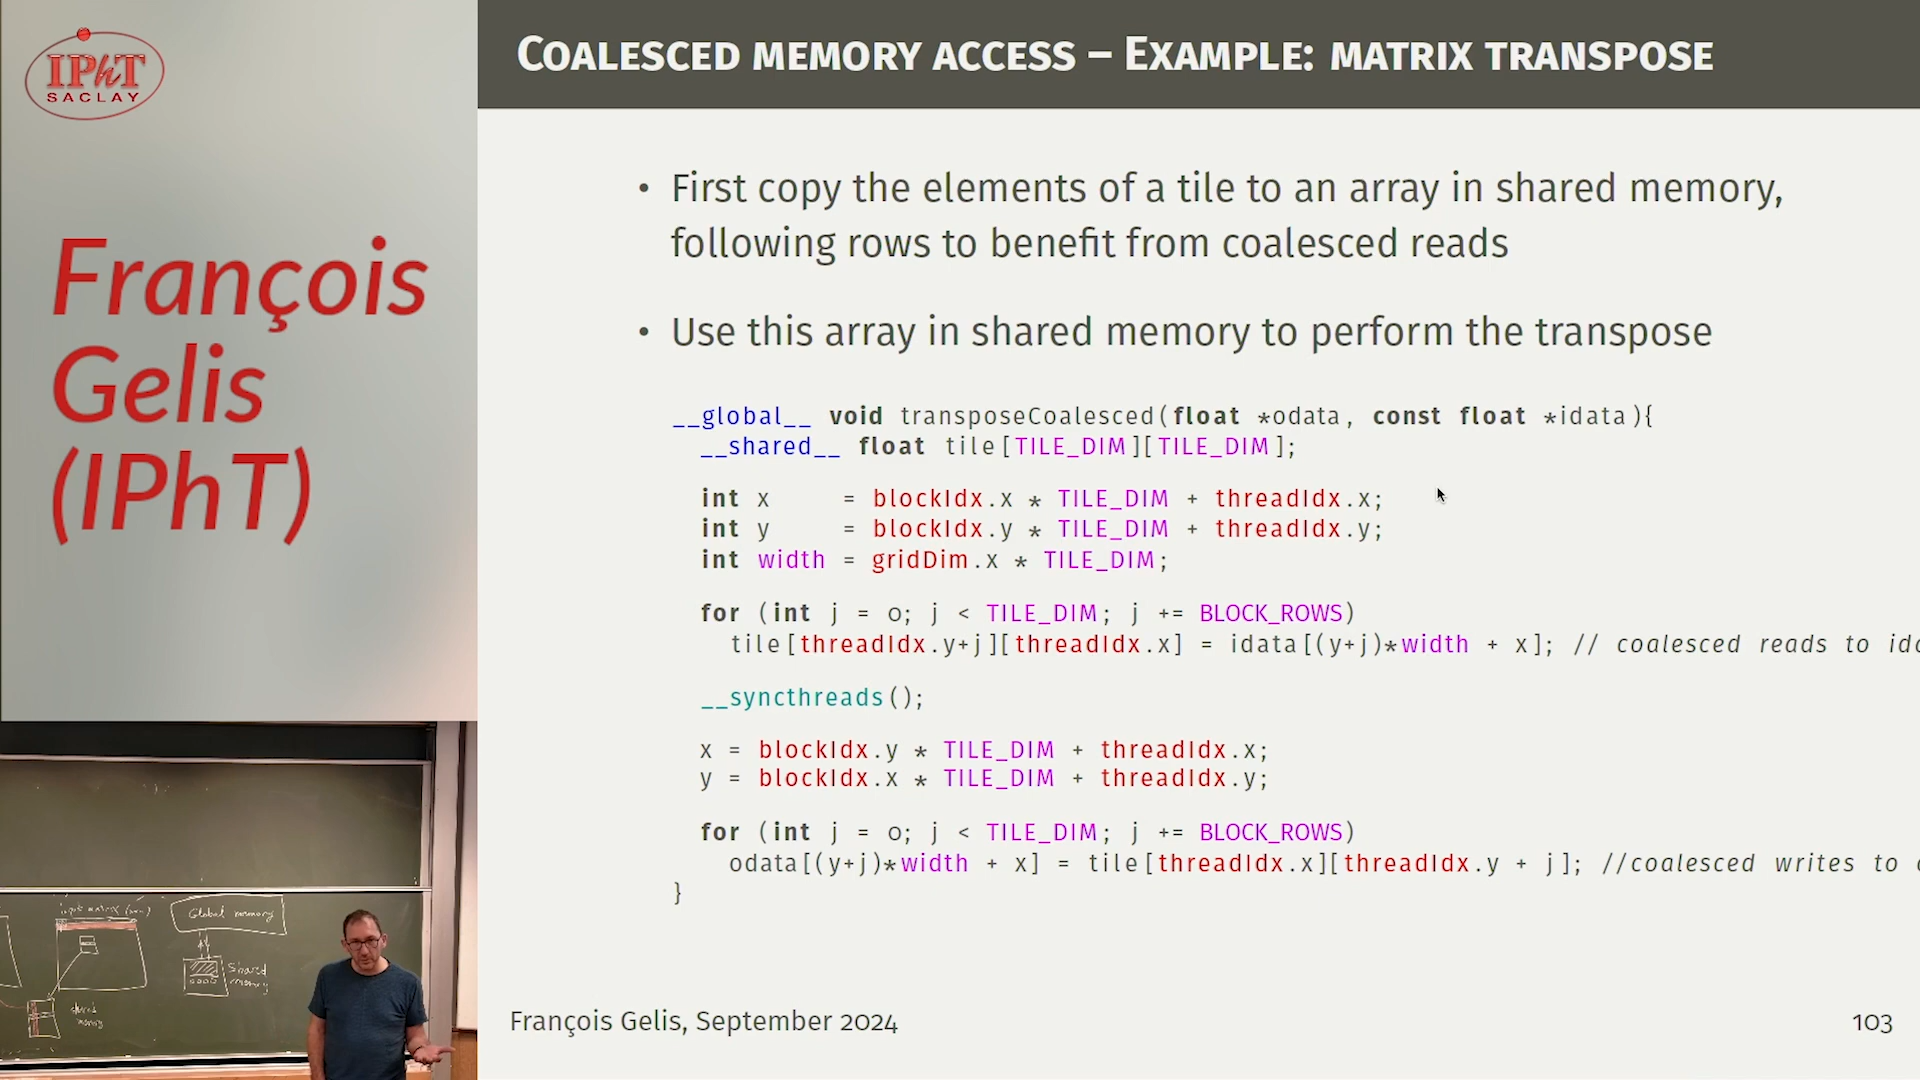 IPhT
SACLAY
François
Gelis
(IPhT)
Coalesced memory access – Example: matrix transpose
• First copy the elements of a tile to an array in shared memory,
following rows to benefit from coalesced reads
• Use this array in shared memory to perform the transpose
__global__ void transposeCoalesced(float *odata, const float *idata){
__shared__ float tile[TILE_DIM][TILE_DIM];
int x = blockIdx.x * TILE_DIM + threadIdx.x;
int y = blockIdx.y * TILE_DIM + threadIdx.y;
int width = gridDim.x * TILE_DIM;
for (int j = 0; j < TILE_DIM; j += BLOCK_ROWS)
tile[threadIdx.y+j][threadIdx.x] = idata[(y+j)*width + x]; // coalesced reads to
__syncthreads();
x = blockIdx.y * TILE_DIM + threadIdx.x;
y = blockIdx.x * TILE_DIM + threadIdx.y;
for (int j = 0; j < TILE_DIM; j += BLOCK_ROWS)
odata[(y+j)*width + x] = tile[threadIdx.x][threadIdx.y + j]; //coalesced writes to
}
Global memory
Shared
memory
shared
memory
François Gelis, September 2024
103